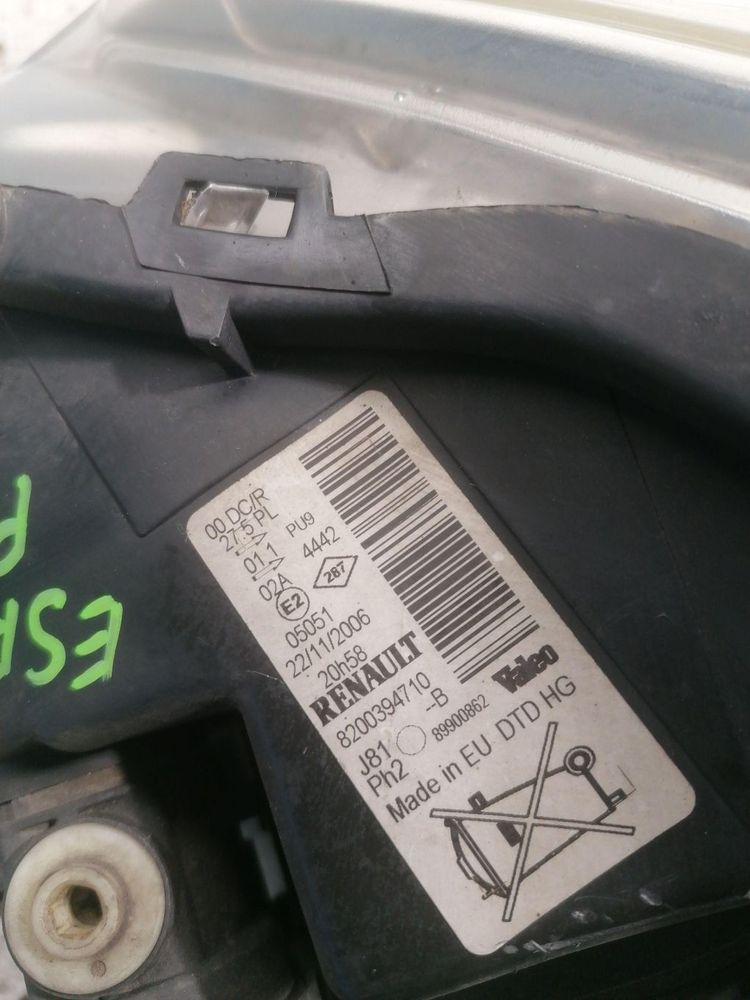 00 DC/R
27.5 PL
01 1 PU9
02A 4442
E2 287
05051
22/11/2006
20h58
RENAULT
8200394710
J81 --B
Ph2 89900862
Valeo
Made in EU DTD HG